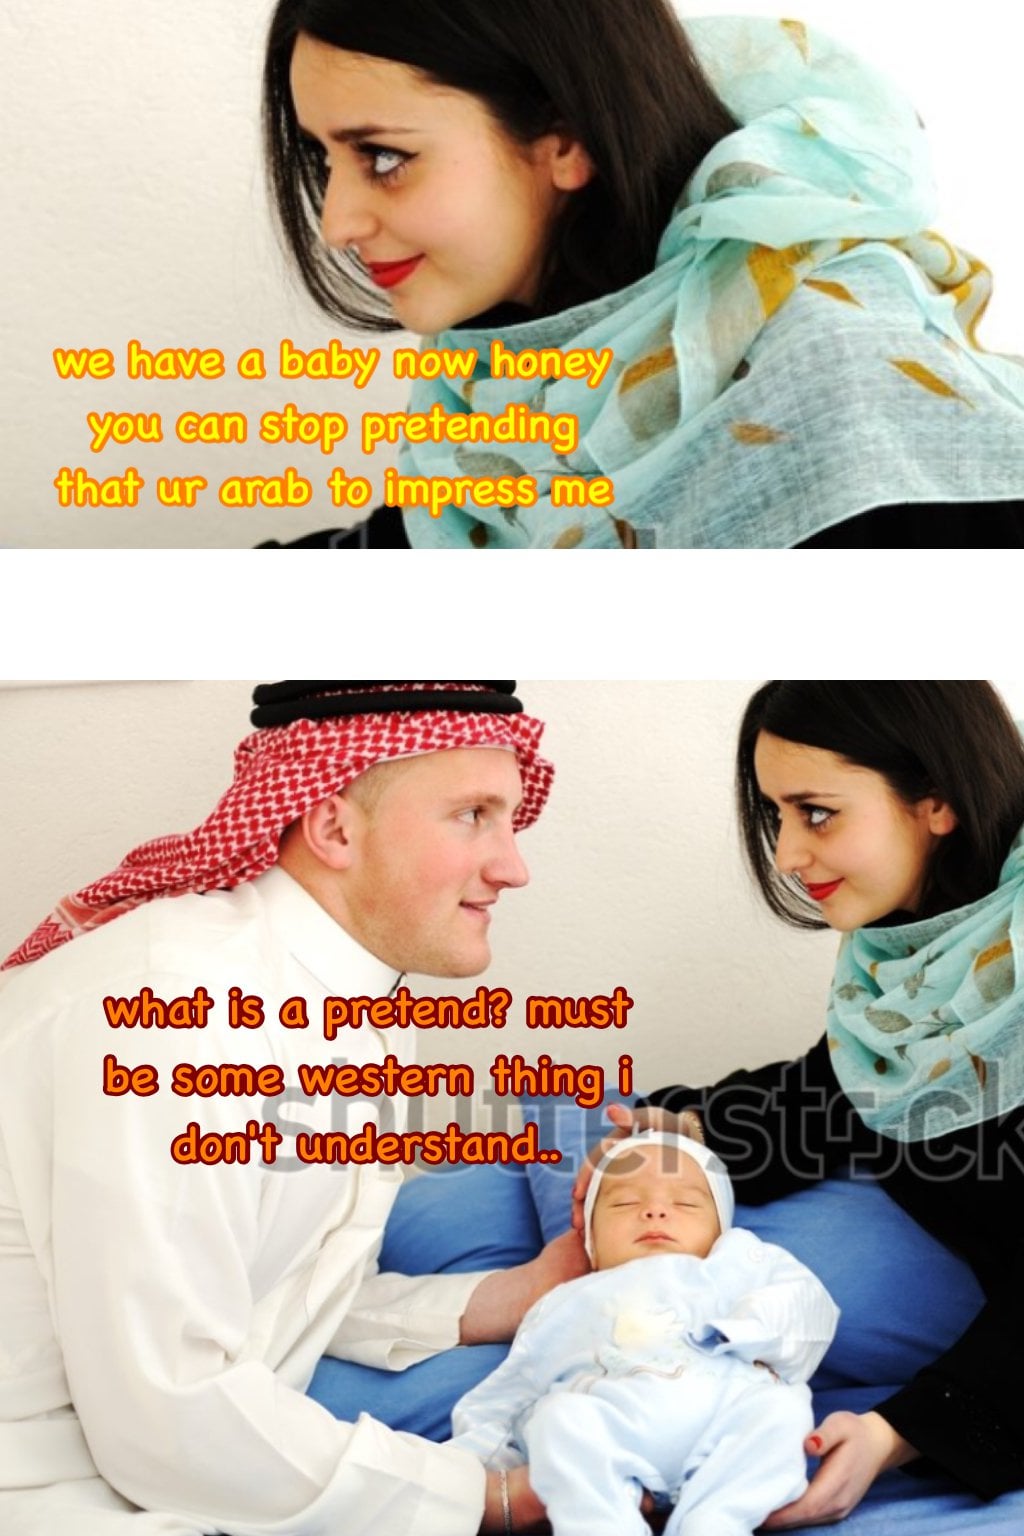 we have a baby now honey
you can stop pretending
that ur arab to impress me
what is a pretend? must
be some western thing i
don't understand..
shutterstock